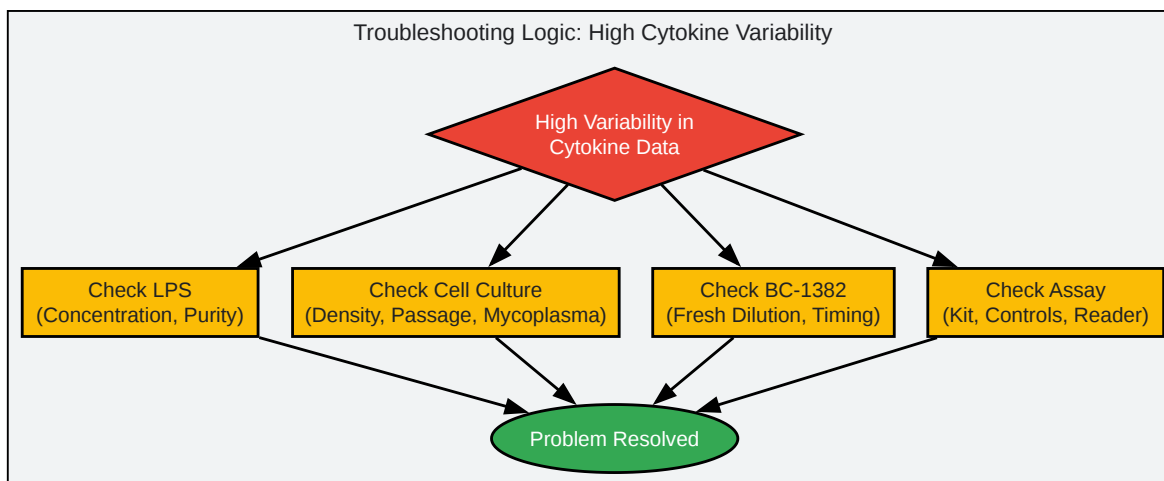 Troubleshooting Logic: High Cytokine Variability
High Variability in
Cytokine Data
Check LPS
(Concentration, Purity)
Check Cell Culture
(Density, Passage, Mycoplasma)
Check BC-1382
(Fresh Dilution, Timing)
Check Assay
(Kit, Controls, Reader)
Problem Resolved